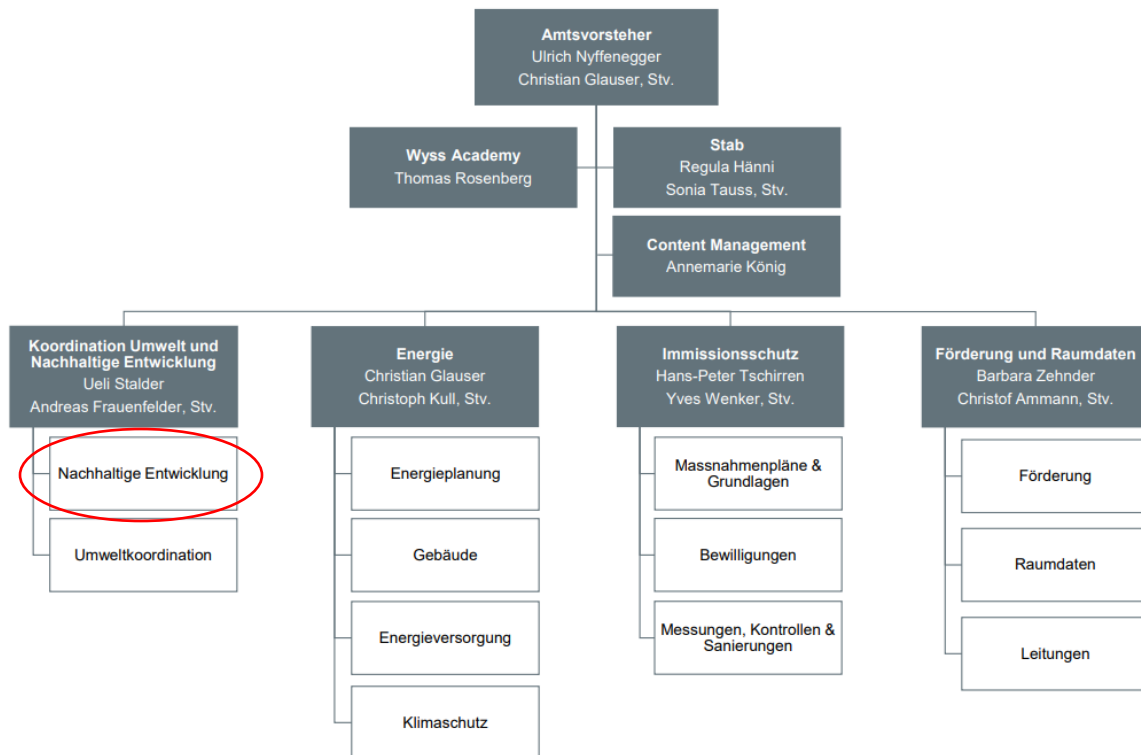 Amtsvorsteher
Ulrich Nyffenegger
Christian Glauser, Stv.
Wyss Academy
Thomas Rosenberg
Stab
Regula Hänni
Sonia Tauss, Stv.
Content Management
Annemarie König
Koordination Umwelt und
Nachhaltige Entwicklung
Ueli Stalder
Andreas Frauenfelder, Stv.
Nachhaltige Entwicklung
Umweltkoordination
Energie
Christian Glauser
Christoph Kull, Stv.
Energieplanung
Gebäude
Energieversorgung
Klimaschutz
Immissionsschutz
Hans-Peter Tschirren
Yves Wenker, Stv.
Massnahmenpläne &
Grundlagen
Bewilligungen
Messungen, Kontrollen &
Sanierungen
Förderung und Raumdaten
Barbara Zehnder
Christof Ammann, Stv.
Förderung
Raumdaten
Leitungen